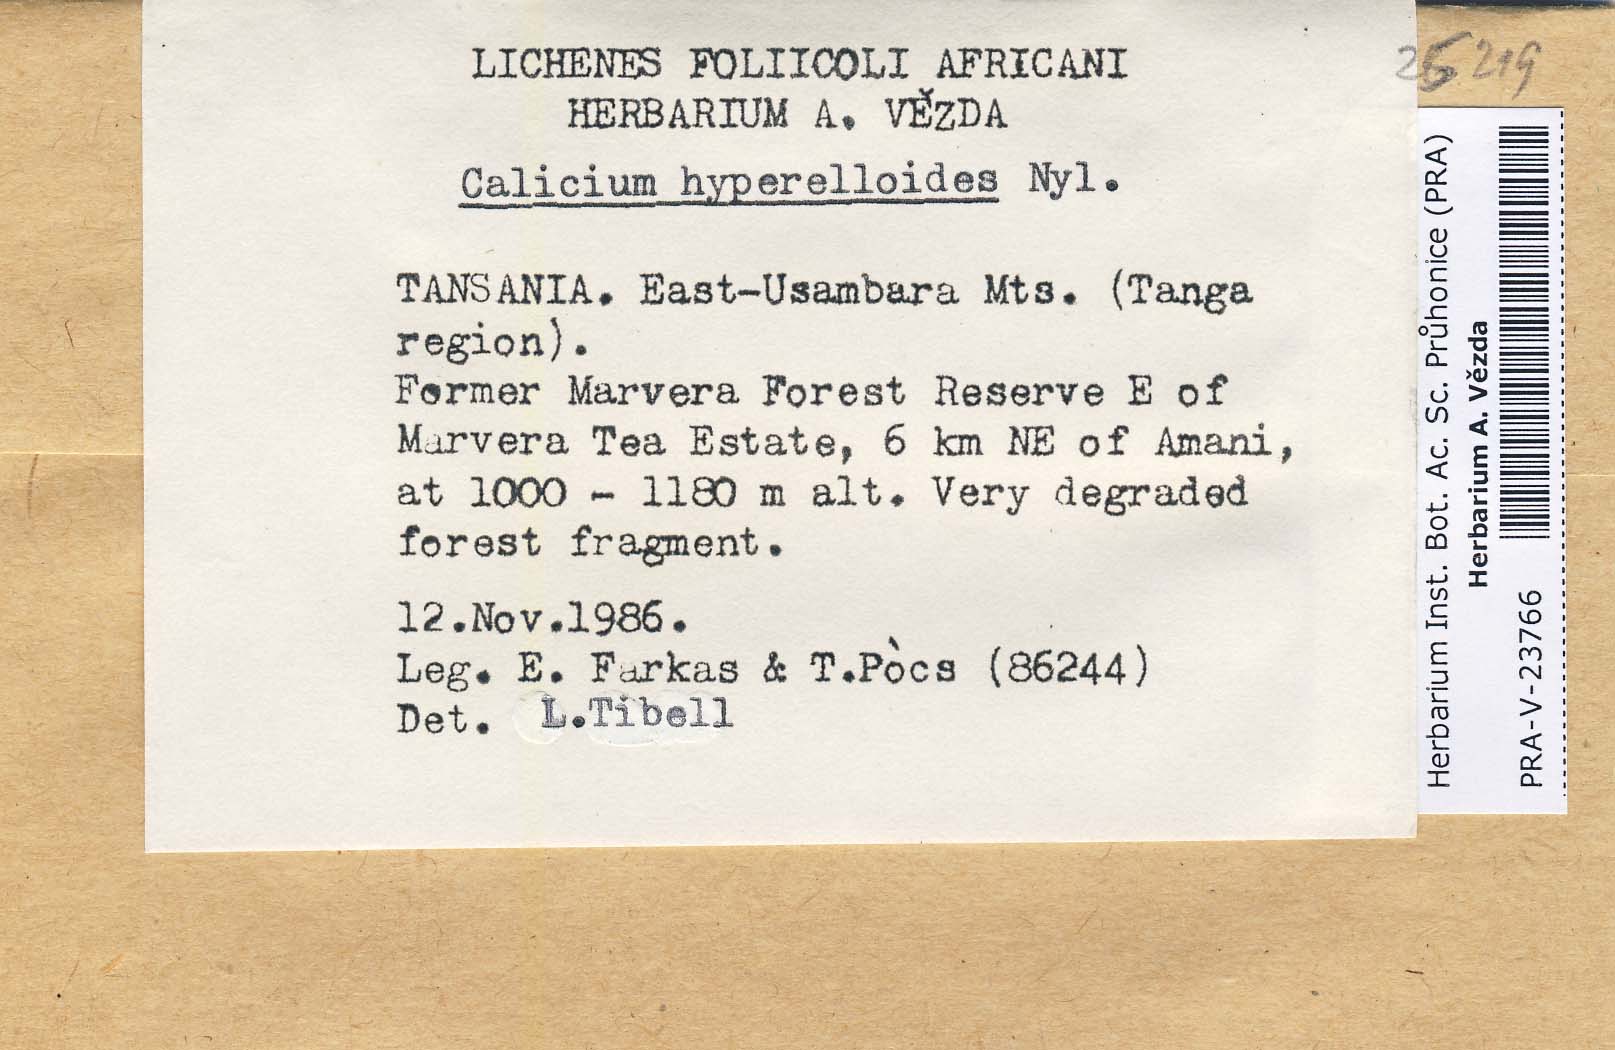 LICHENES FOLIICOLI AFRICANI
HERBARIUM A. VĚZDA
Calicium hyperelloides Nyl.
TANSANIA. East-Usambara Mts. (Tanga
region).
Former Marvera Forest Reserve E of
Marvera Tea Estate, 6 km NE of Amani,
at 1000 - 1180 m alt. Very degraded
forest fragment.
12.Nov.1986.
Leg. E. Farkas & T.Pòcs (86244)
Det. L.Tibell
25219
Herbarium Inst. Bot. Ac. Sc. Průhonice (PRA)
Herbarium A. Vězda
PRA-V-23766